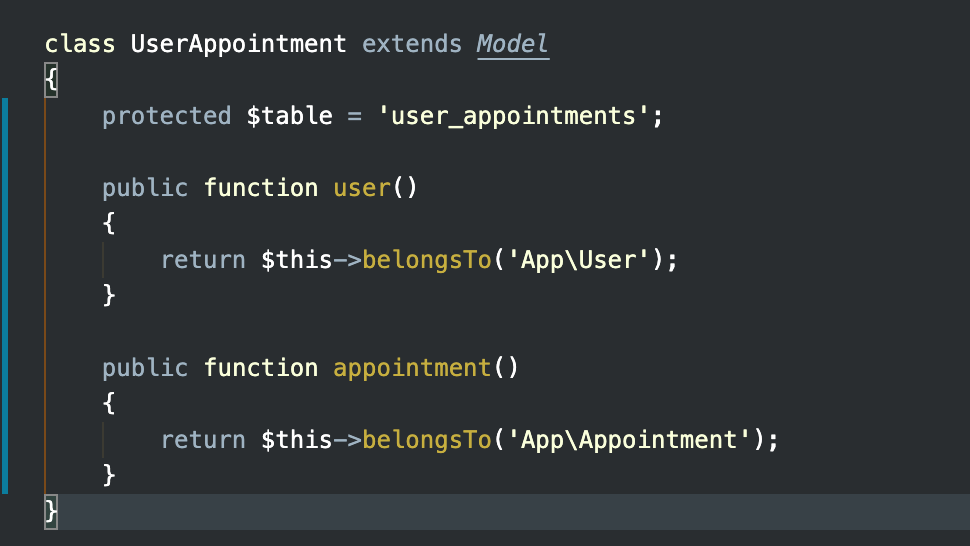 class UserAppointment extends Model
{
    protected $table = 'user_appointments';

    public function user()
    {
        return $this->belongsTo('App\User');
    }

    public function appointment()
    {
        return $this->belongsTo('App\Appointment');
    }
}